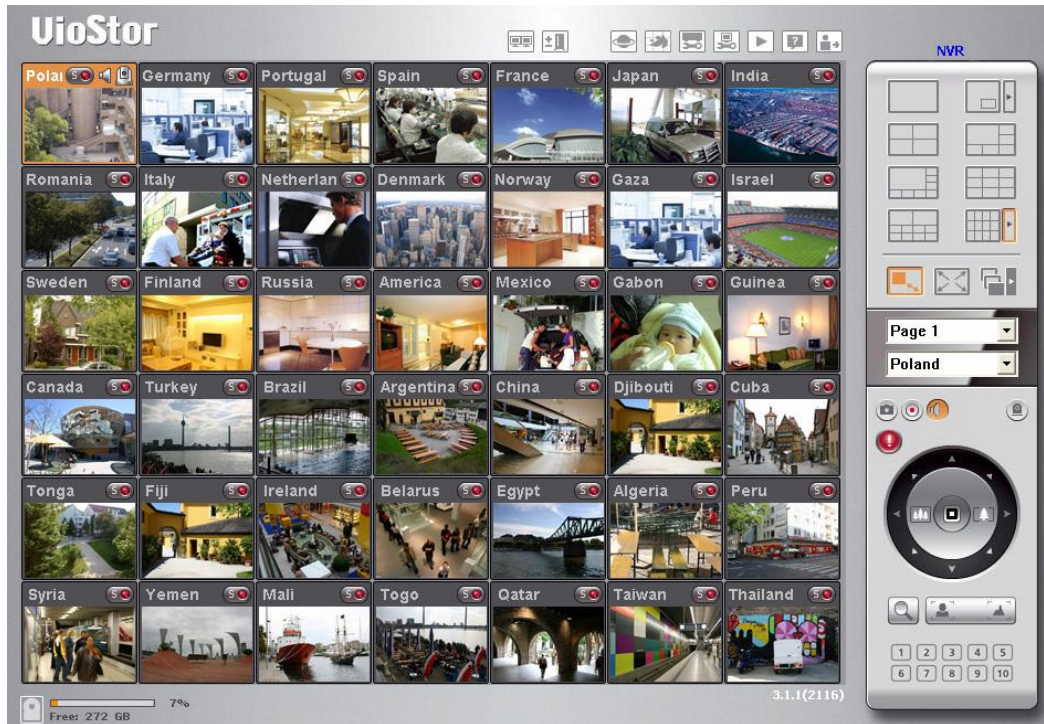 VioStor
NVR
Polan
Germany
Portugal
Spain
France
Japan
India
Romania
Italy
Netherlan
Denmark
Norway
Gaza
Israel
Sweden
Finland
Russia
America
Mexico
Gabon
Guinea
Canada
Turkey
Brazil
Argentina
China
Djibouti
Cuba
Tonga
Fiji
Ireland
Belarus
Egypt
Algeria
Peru
Syria
Yemen
Mali
Togo
Qatar
Taiwan
Thailand
Page 1
Poland
1 2 3 4 5
6 7 8 9 10
7%
Free: 272 GB
3.1.1(2116)